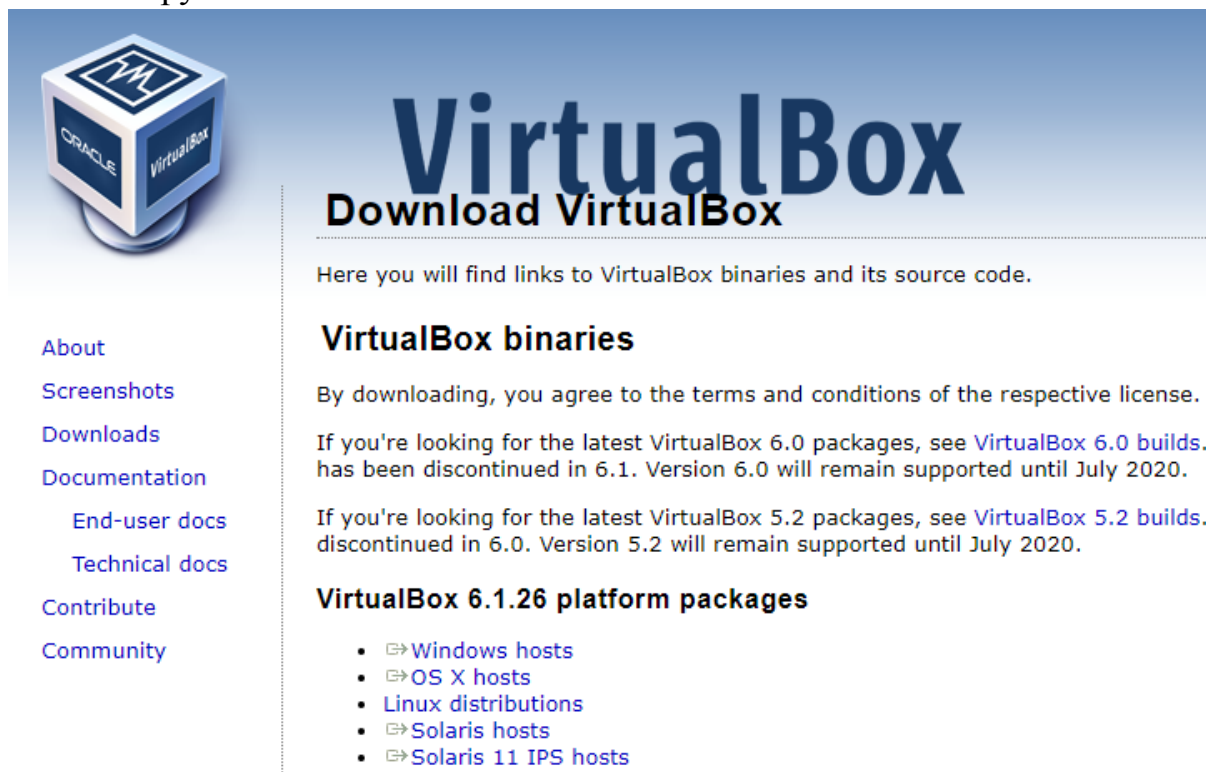 ORACLE
VirtualBox
VirtualBox
Download VirtualBox
Here you will find links to VirtualBox binaries and its source code.
About
Screenshots
Downloads
Documentation
End-user docs
Technical docs
Contribute
Community
VirtualBox binaries
By downloading, you agree to the terms and conditions of the respective license.
If you're looking for the latest VirtualBox 6.0 packages, see VirtualBox 6.0 builds.
has been discontinued in 6.1. Version 6.0 will remain supported until July 2020.
If you're looking for the latest VirtualBox 5.2 packages, see VirtualBox 5.2 builds.
discontinued in 6.0. Version 5.2 will remain supported until July 2020.
VirtualBox 6.1.26 platform packages
Windows hosts
OS X hosts
Linux distributions
Solaris hosts
Solaris 11 IPS hosts